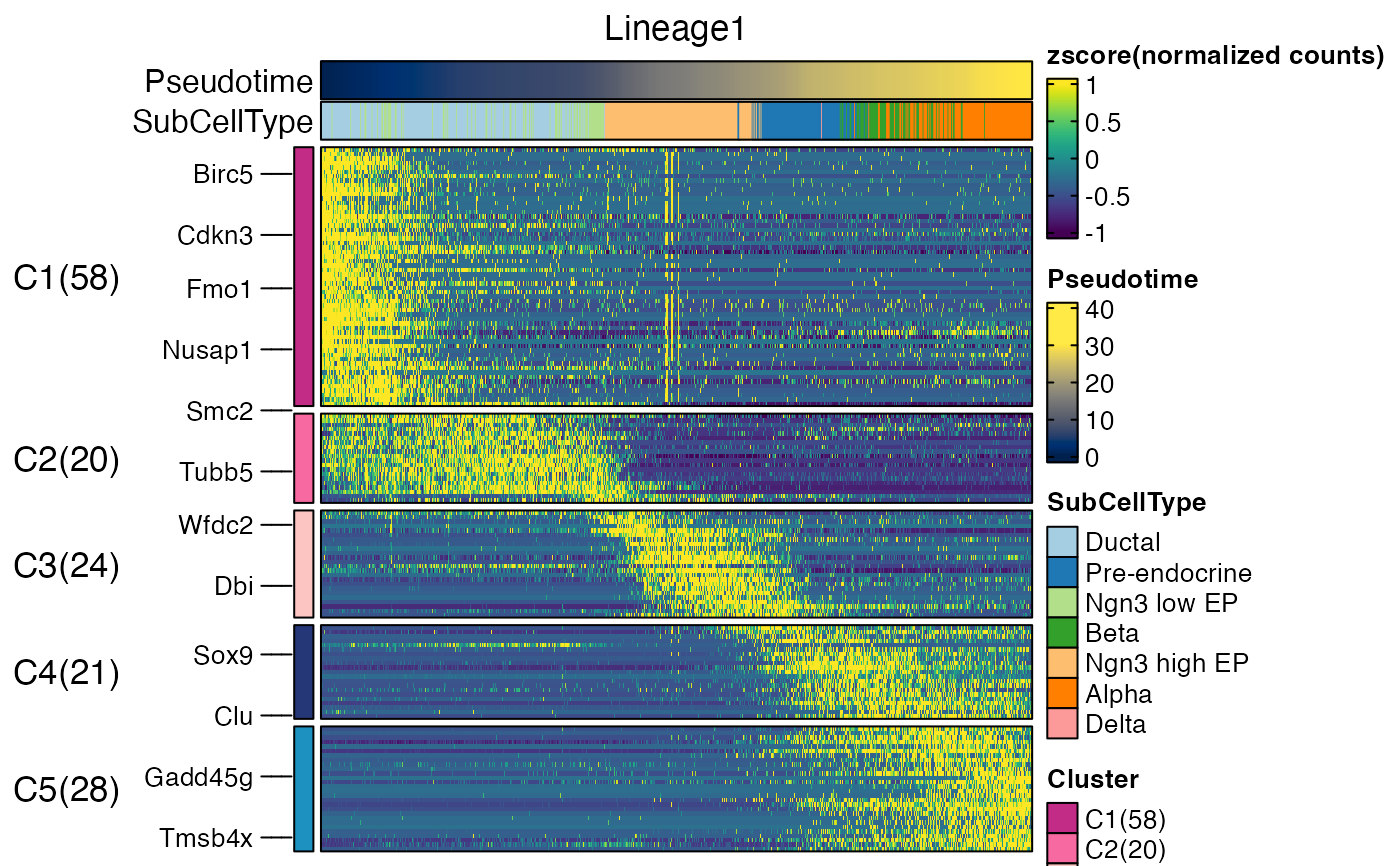 Lineage1
Pseudotime
SubCellType
C1(58)
Birc5
Cdkn3
Fmo1
Nusap1
Smc2
C2(20)
Tubb5
C3(24)
Wfdc2
Dbi
C4(21)
Sox9
Clu
C5(28)
Gadd45g
Tmsb4x
zscore(normalized counts)
1
0.5
0
-0.5
-1
Pseudotime
40
30
20
10
0
SubCellType
Ductal
Pre-endocrine
Ngn3 low EP
Beta
Ngn3 high EP
Alpha
Delta
Cluster
C1(58)
C2(20)